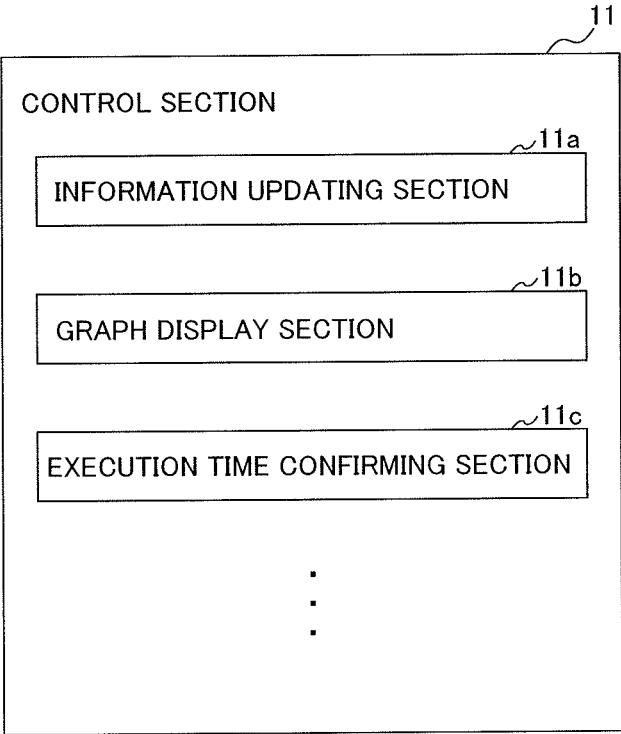 11
CONTROL SECTION
11a
INFORMATION UPDATING SECTION
11b
GRAPH DISPLAY SECTION
11c
EXECUTION TIME CONFIRMING SECTION